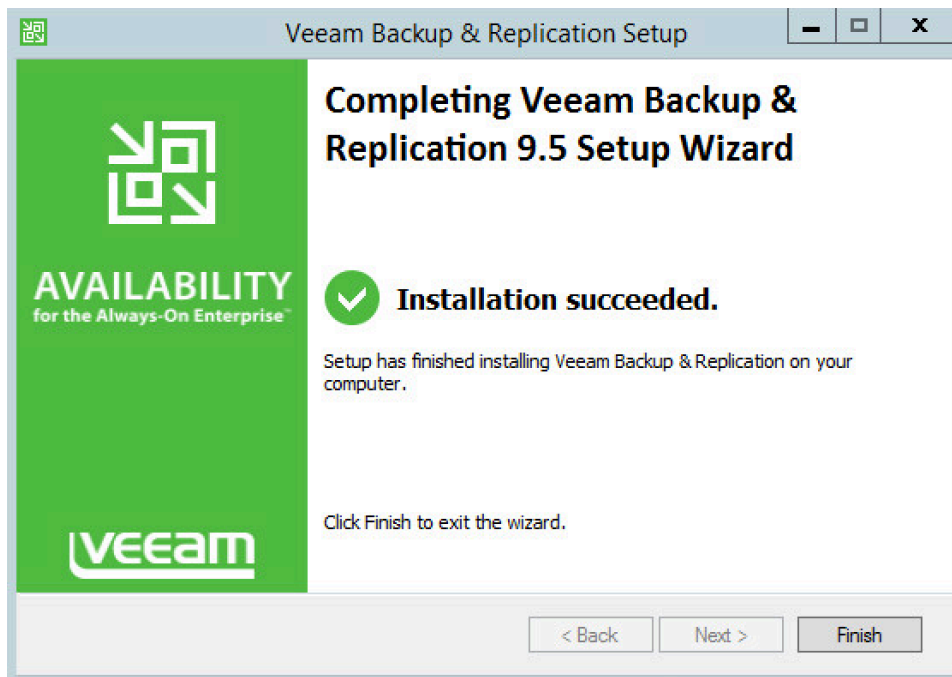 Veeam Backup & Replication Setup
Completing Veeam Backup &
Replication 9.5 Setup Wizard
AVAILABILITY
for the Always-On Enterprise™
Installation succeeded.
Setup has finished installing Veeam Backup & Replication on your
computer.
Click Finish to exit the wizard.
veeam
< Back
Next >
Finish